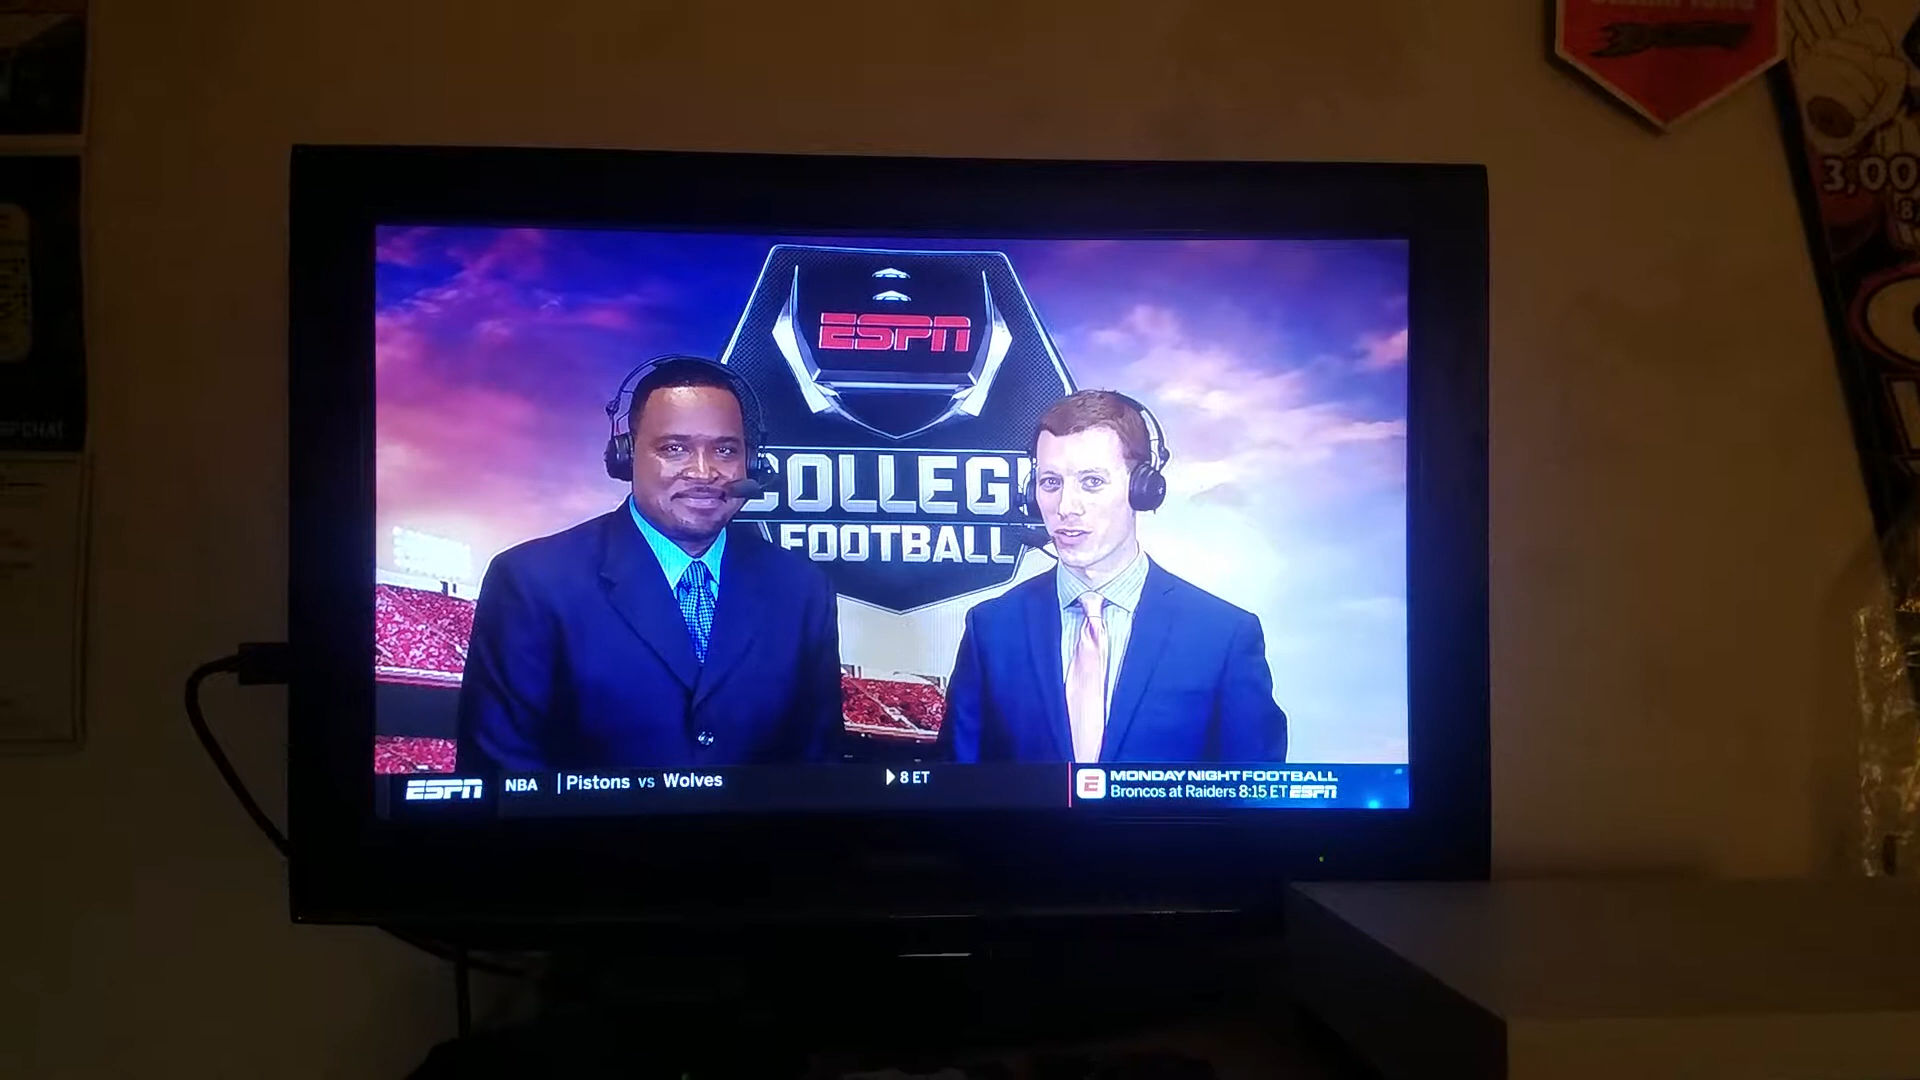 3,00
ESPN
COLLEG
FOOTBALL
ESPN NBA | Pistons vs Wolves 8 ET
MONDAY NIGHT FOOTBALL
Broncos at Raiders 8:15 ET ESPN